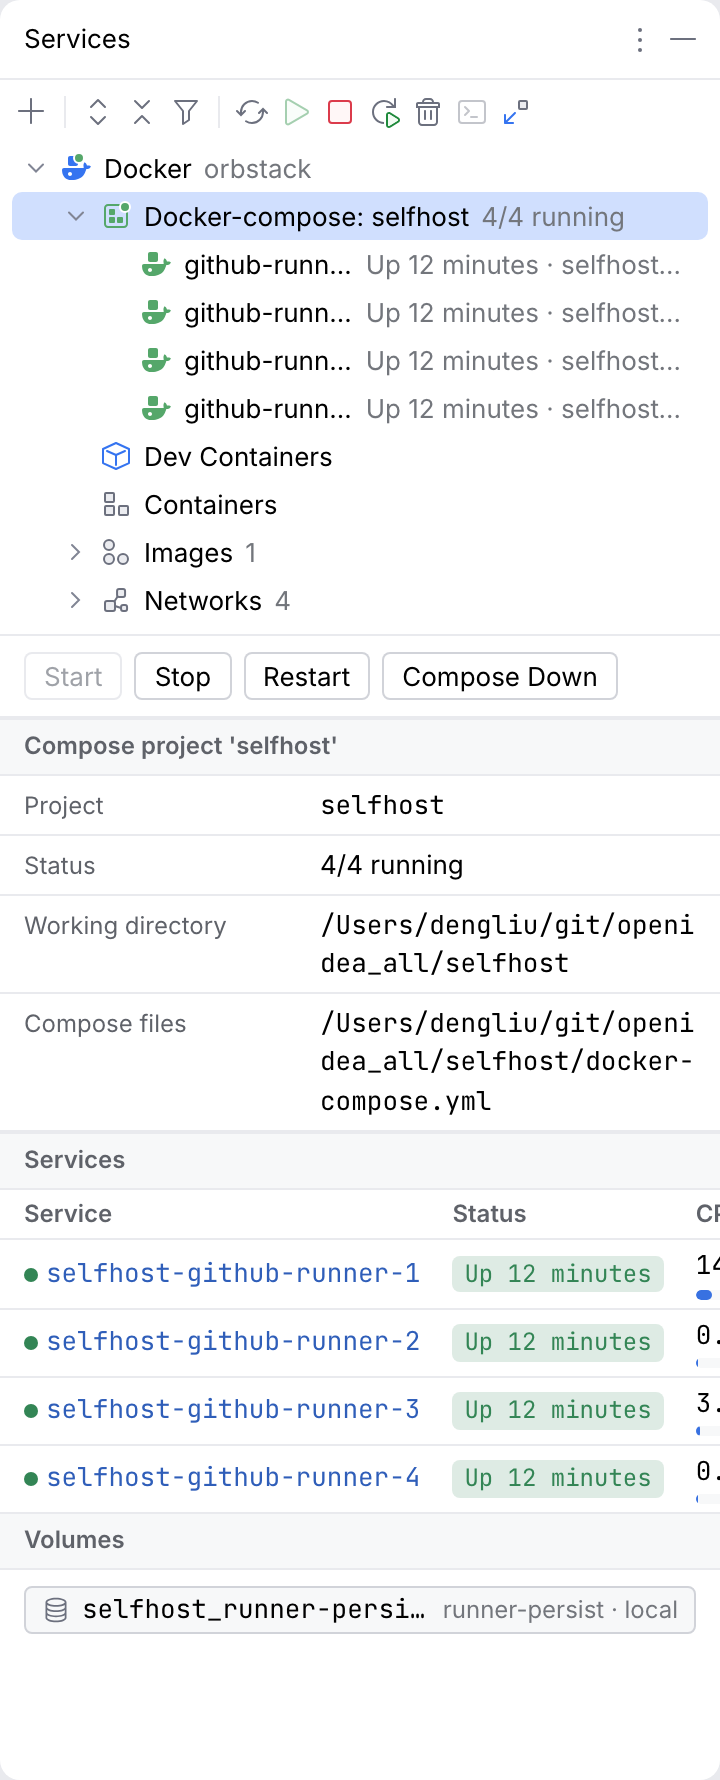 Services
Docker orbstack
Docker-compose: selfhost 4/4 running
github-runn... Up 12 minutes · selfhost...
github-runn... Up 12 minutes · selfhost...
github-runn... Up 12 minutes · selfhost...
github-runn... Up 12 minutes · selfhost...
Dev Containers
Containers
Images 1
Networks 4
Start Stop Restart Compose Down
Compose project 'selfhost'
Project selfhost
Status 4/4 running
Working directory /Users/dengliu/git/openi
dea_all/selfhost
Compose files /Users/dengliu/git/openi
dea_all/selfhost/docker-
compose.yml
Services
Service Status
selfhost-github-runner-1 Up 12 minutes 14
selfhost-github-runner-2 Up 12 minutes 0.
selfhost-github-runner-3 Up 12 minutes 3.
selfhost-github-runner-4 Up 12 minutes 0.
Volumes
selfhost_runner-persi… runner-persist · local